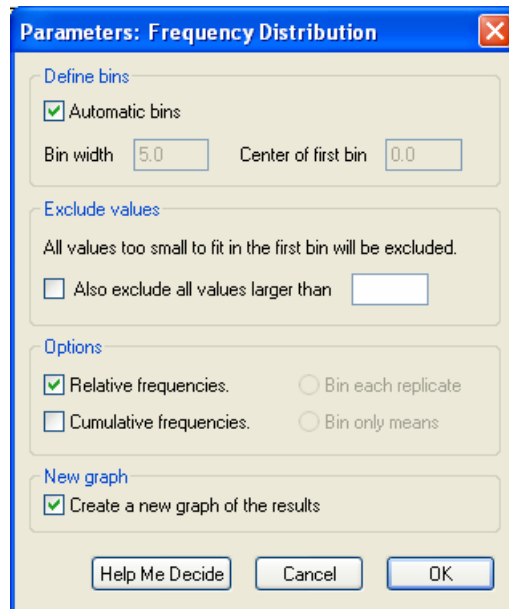 Parameters: Frequency Distribution
Define bins
Automatic bins
Bin width 5.0 Center of first bin 0.0
Exclude values
All values too small to fit in the first bin will be excluded.
Also exclude all values larger than
Options
Relative frequencies. Bin each replicate
Cumulative frequencies. Bin only means
New graph
Create a new graph of the results
Help Me Decide Cancel OK